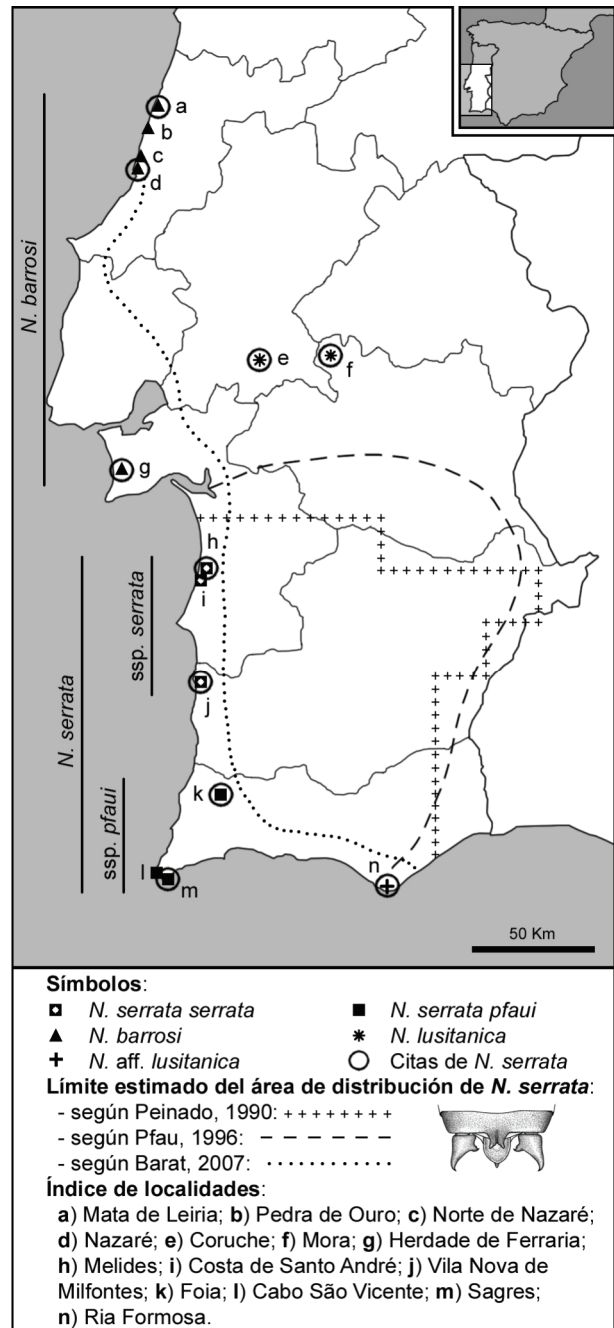 a
b
c
d
N. barrosi
e
f
g
h
i
ssp. serrata
j
N. serrata
k
ssp. pfaui
l
m
n
50 Km
Símbolos:
N. serrata serrata
N. serrata pfaui
N. barrosi
N. lusitanica
N. aff. lusitanica
Citas de N. serrata
Límite estimado del área de distribución de N. serrata:
- según Peinado, 1990: ++++++++
- según Pfau, 1996: – – – – –
- según Barat, 2007: ............
Índice de localidades:
a) Mata de Leiria; b) Pedra de Ouro; c) Norte de Nazaré;
d) Nazaré; e) Coruche; f) Mora; g) Herdade de Ferraria;
h) Melides; i) Costa de Santo André; j) Vila Nova de
Milfontes; k) Foia; l) Cabo São Vicente; m) Sagres;
n) Ria Formosa.